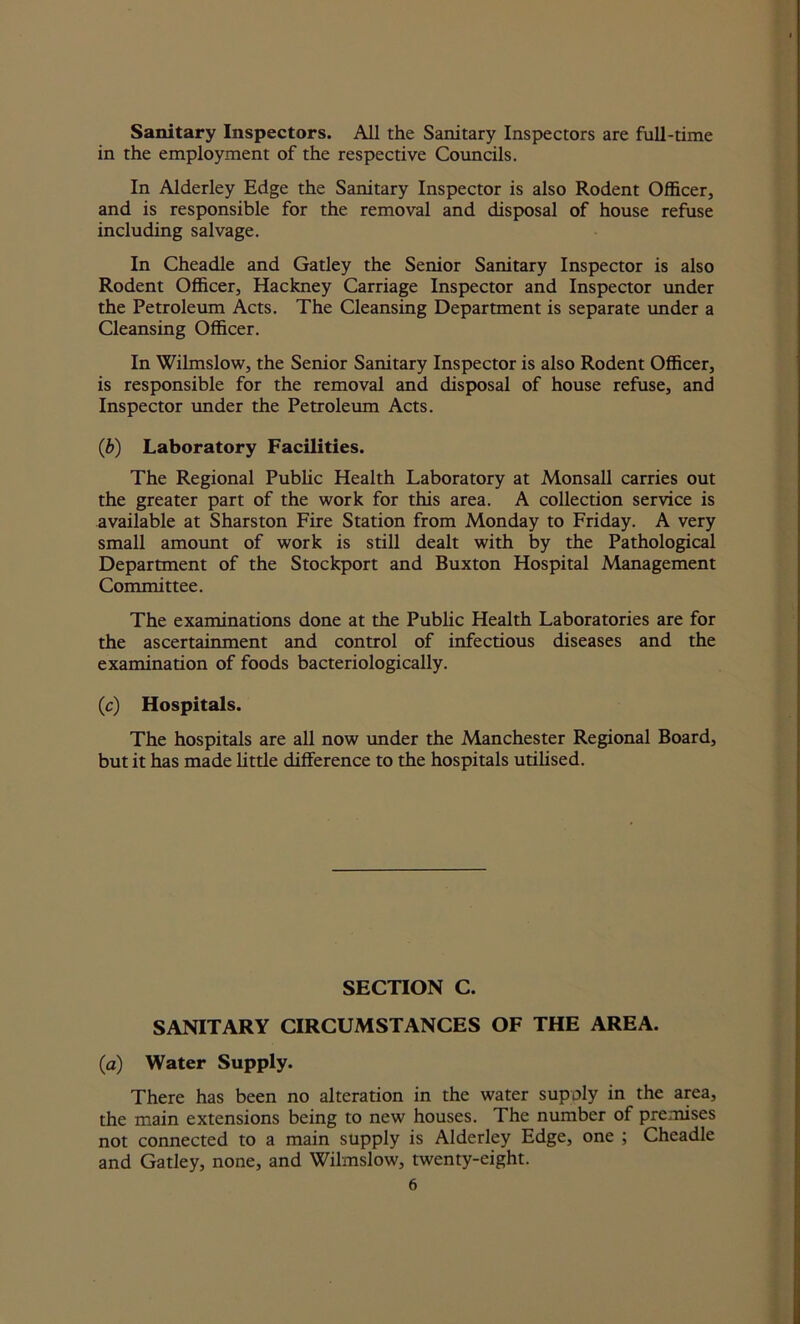 Sanitary Inspectors. All the Sanitary Inspectors are full-time
in the employment of the respective Councils.
In Alderley Edge the Sanitary Inspector is also Rodent Officer,
and is responsible for the removal and disposal of house refuse
including salvage.
In Cheadle and Gatley the Senior Sanitary Inspector is also
Rodent Officer, Hackney Carriage Inspector and Inspector under
the Petroleum Acts. The Cleansing Department is separate under a
Cleansing Officer.
In Wilmslow, the Senior Sanitary Inspector is also Rodent Officer,
is responsible for the removal and disposal of house refuse, and
Inspector under the Petroleum Acts.
(b) Laboratory Facilities.
The Regional Public Health Laboratory at Monsall carries out
the greater part of the work for this area. A collection service is
available at Sharston Fire Station from Monday to Friday. A very
small amount of work is still dealt with by the Pathological
Department of the Stockport and Buxton Hospital Management
Committee.
The examinations done at the Public Health Laboratories are for
the ascertainment and control of infectious diseases and the
examination of foods bacteriologically.
(c) Hospitals.
The hospitals are all now under the Manchester Regional Board,
but it has made little difference to the hospitals utilised.
SECTION C.
SANITARY CIRCUMSTANCES OF THE AREA.
(a) Water Supply.
There has been no alteration in the water supply in the area,
the main extensions being to new houses. The number of premises
not connected to a main supply is Alderley Edge, one ; Cheadle
and Gatley, none, and Wilmslow, twenty-eight.
6